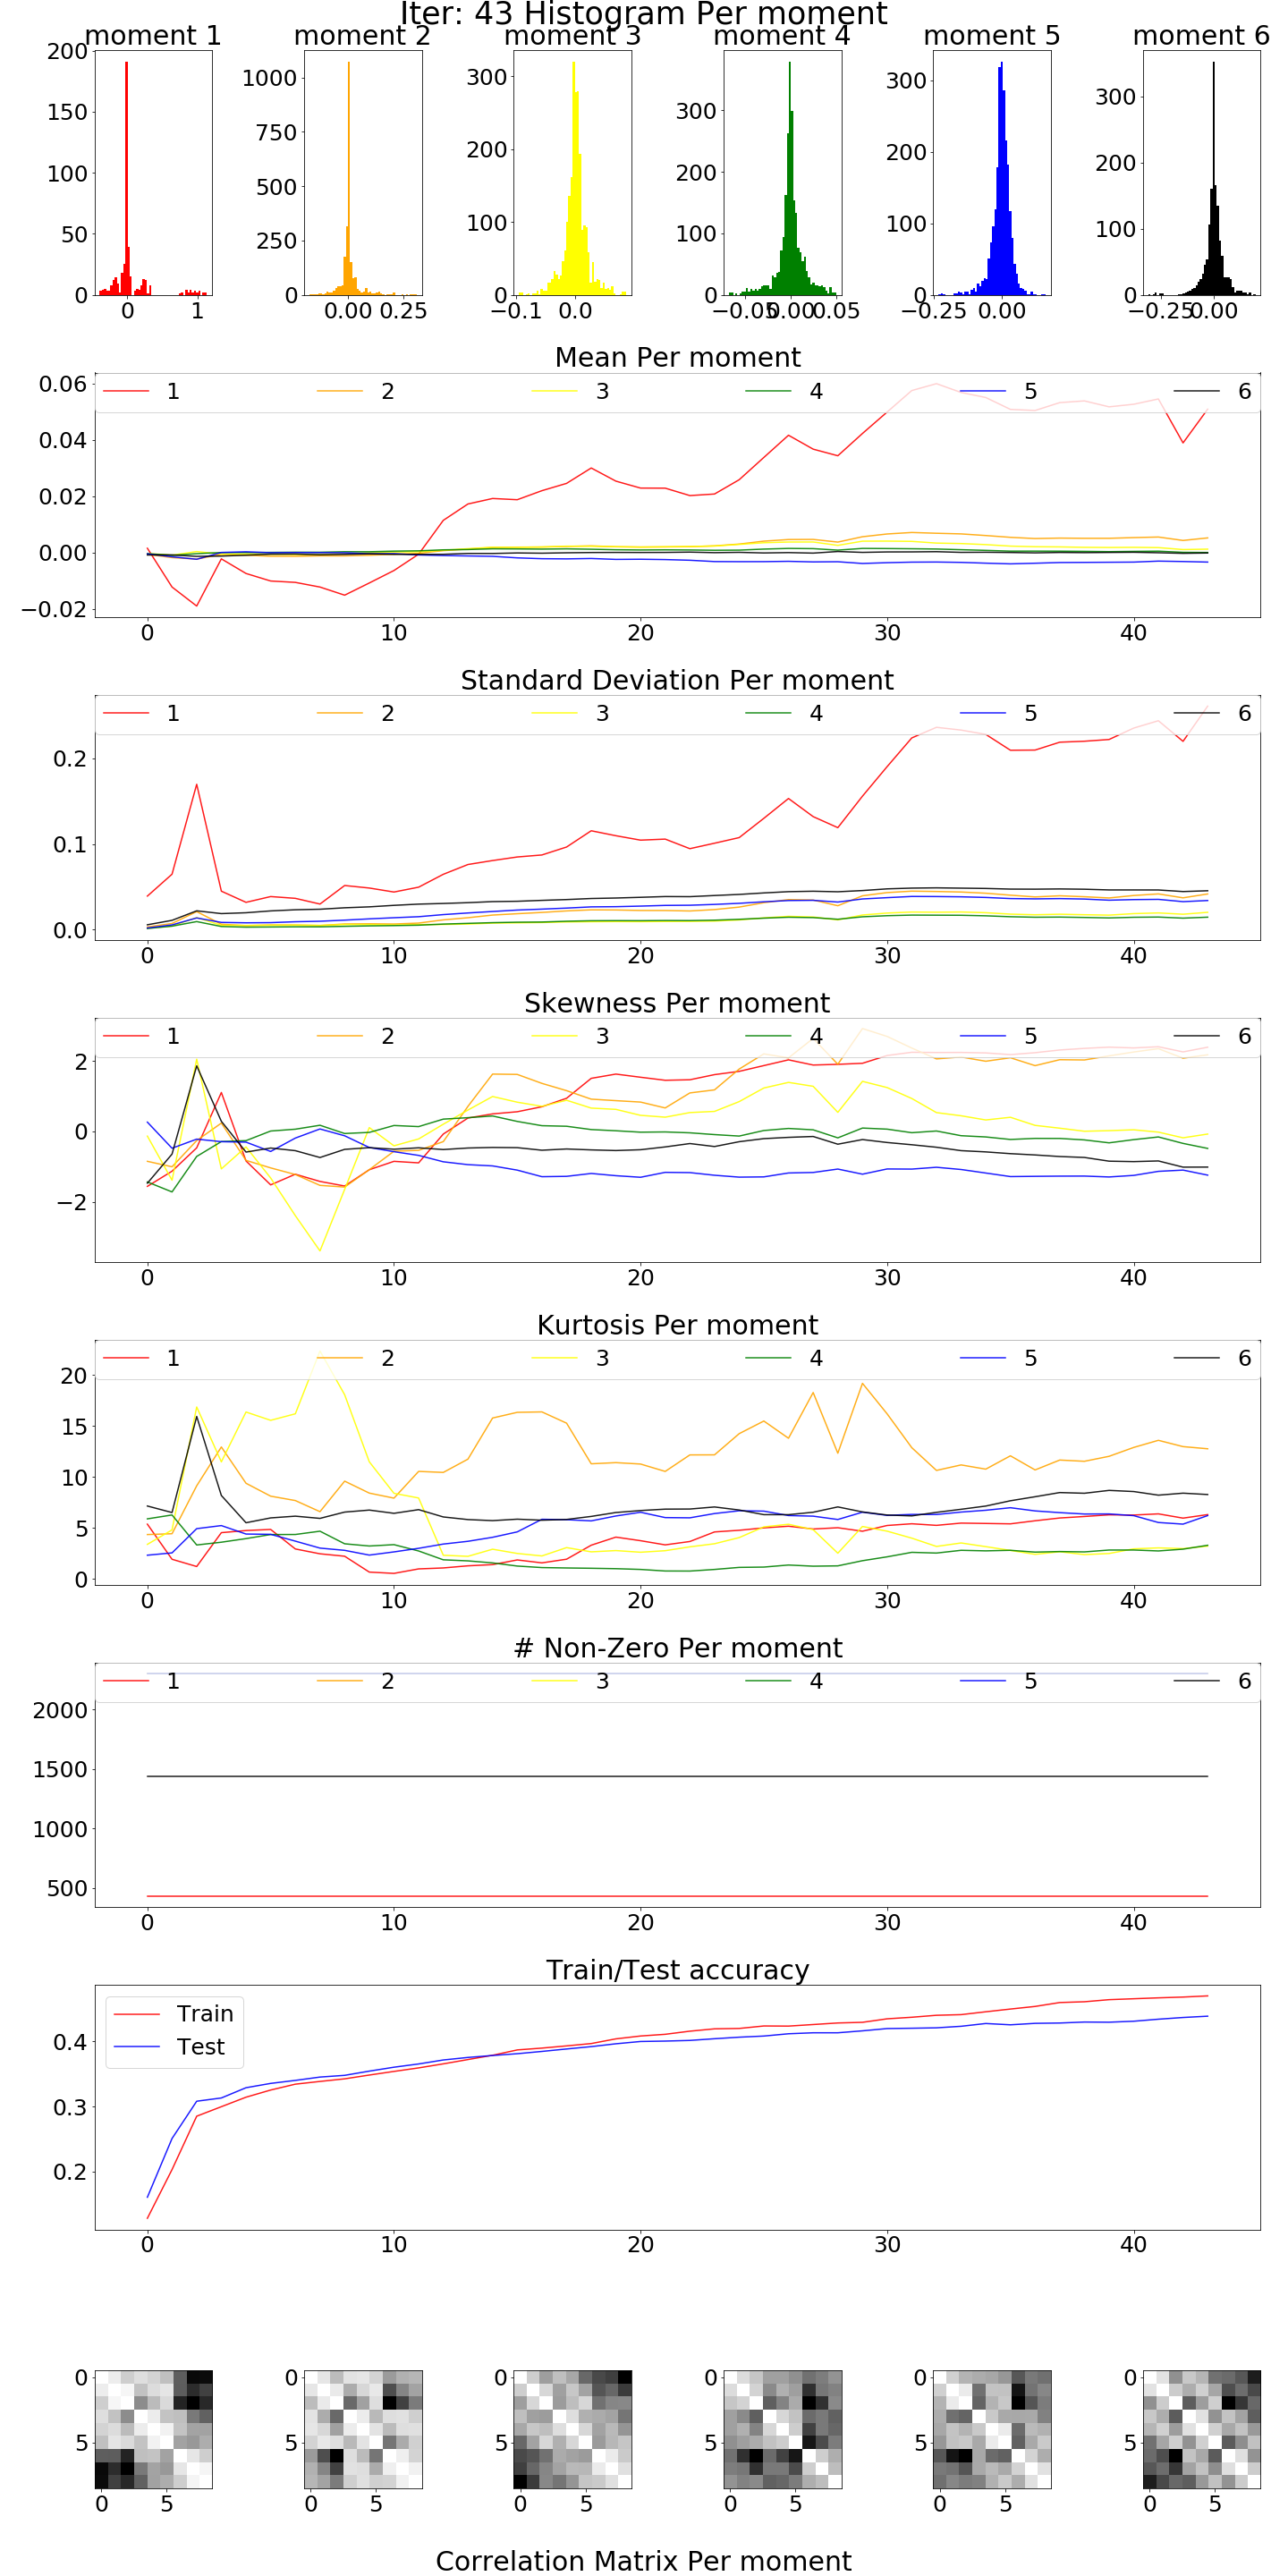 Iter: 43 Histogram Per moment
moment 1 moment 2 moment 3 moment 4 moment 5 moment 6
200 150 100 50 0
0 1
1000 750 500 250 0
0.00 0.25
300 200 100 0
−0.1 0.0
300 200 100 0
−0.05 0.00 0.05
300 200 100 0
−0.25 0.00
300 200 100 0
−0.25 0.00
Mean Per moment
1 2 3 4 5 6
0.06
0.04
0.02
0.00
−0.02
0 10 20 30 40
Standard Deviation Per moment
1 2 3 4 5 6
0.2
0.1
0.0
0 10 20 30 40
Skewness Per moment
1 2 3 4 5 6
2
0
−2
0 10 20 30 40
Kurtosis Per moment
1 2 3 4 5 6
20
15
10
5
0
0 10 20 30 40
# Non-Zero Per moment
1 2 3 4 5 6
2000
1500
1000
500
0 10 20 30 40
Train/Test accuracy
Train
Test
0.4
0.3
0.2
0 10 20 30 40
0 0 0 0 0 0
5 5 5 5 5 5
0 5 0 5 0 5 0 5 0 5 0 5
Correlation Matrix Per moment